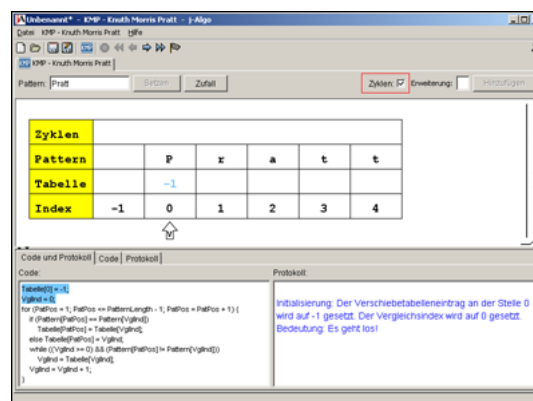 Unbenannt* - KMP - Knuth Morris Pratt - j-Algo
Datei KMP - Knuth Morris Pratt Hilfe
KMP - Knuth Morris Pratt
Pattern: Pratt Setzen Zufall Zyklen: Erweiterung: Hinzufügen
Zyklen
Pattern P r a t t
Tabelle -1
Index -1 0 1 2 3 4
V
Code und Protokoll Code Protokoll
Code: Protokoll:
Tabelle[0] = -1;
VglInd = 0;
for (PatPos = 1; PatPos <= PatternLength - 1; PatPos = PatPos + 1) {
if (Pattern[PatPos] == Pattern[VglInd])
Tabelle[PatPos] = Tabelle[VglInd];
else Tabelle[PatPos] = VglInd;
while ((VglInd >= 0) && (Pattern[PatPos] != Pattern[VglInd]))
VglInd = Tabelle[VglInd];
VglInd = VglInd + 1;
}
Initialisierung: Der Verschiebetabelleneintrag an der Stelle 0
wird auf -1 gesetzt. Der Vergleichsindex wird auf 0 gesetzt.
Bedeutung: Es geht los!